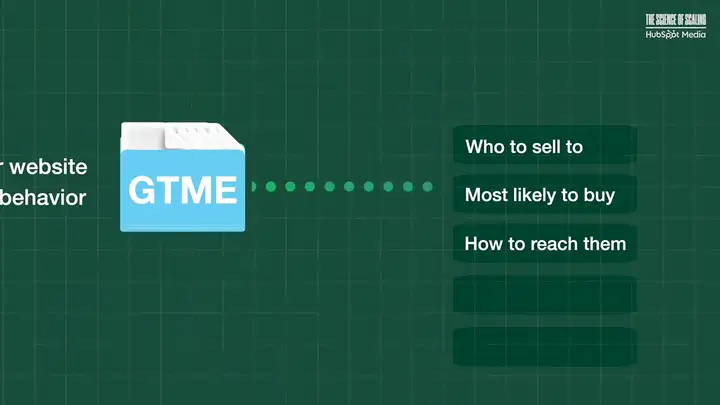 THE SCIENCE OF SCALING
HubSpot Media
r website
behavior
GTME
Who to sell to
Most likely to buy
How to reach them